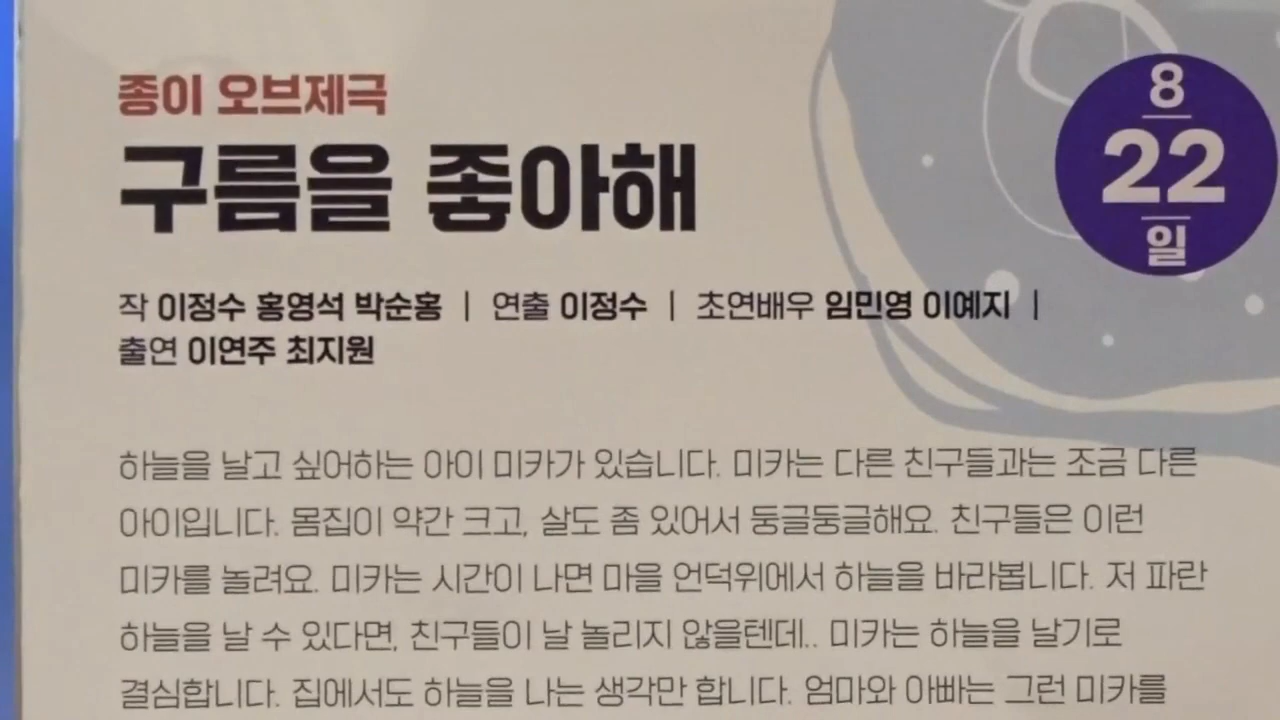 종이 오브제극
구름을 좋아해
8
22
일
작 이정수 홍영석 박순홍 | 연출 이정수 | 초연배우 임민영 이예지 |
출연 이연주 최지원
하늘을 날고 싶어하는 아이 미카가 있습니다. 미카는 다른 친구들과는 조금 다른
아이입니다. 몸집이 약간 크고, 살도 좀 있어서 둥글둥글해요. 친구들은 이런
미카를 놀려요. 미카는 시간이 나면 마을 언덕위에서 하늘을 바라봅니다. 저 파란
하늘을 날 수 있다면, 친구들이 날 놀리지 않을텐데.. 미카는 하늘을 날기로
결심합니다. 집에서도 하늘을 나는 생각만 합니다. 엄마와 아빠는 그런 미카를